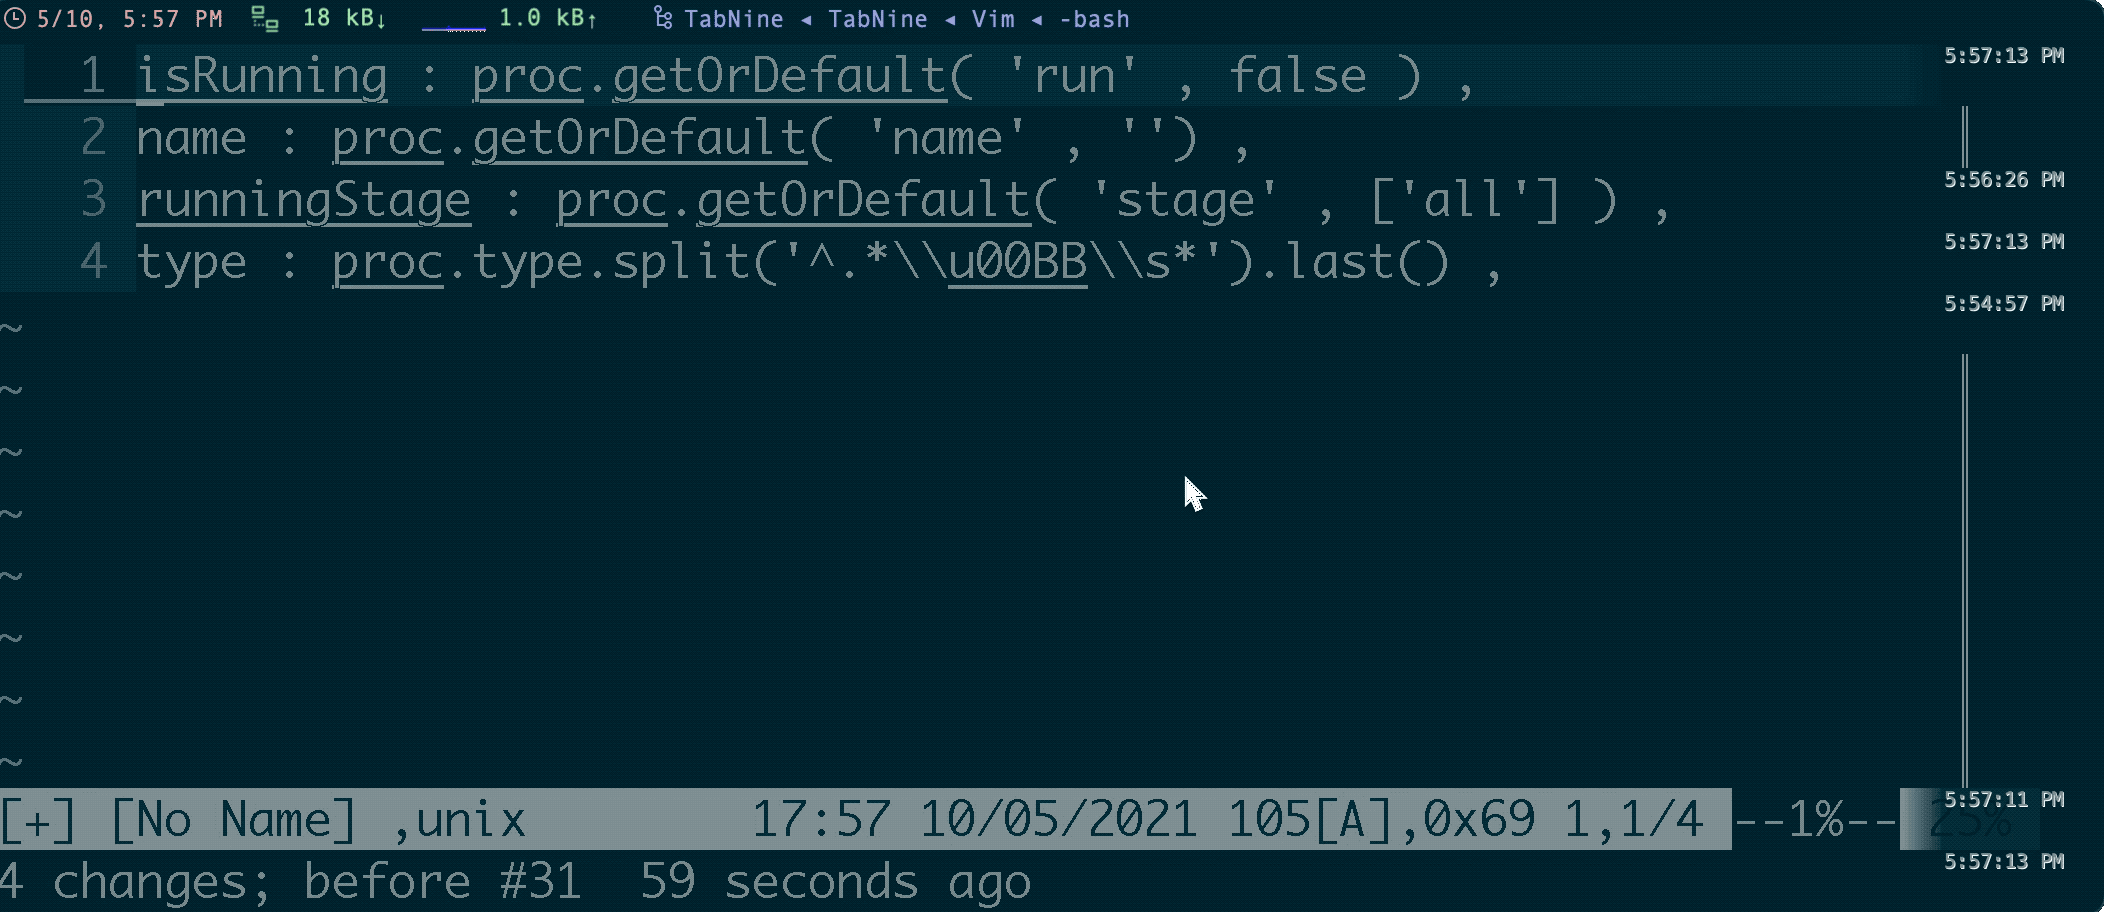 5/10, 5:57 PM 18 kB↓ 1.0 kB↑ TabNine ◂ TabNine ◂ Vim ◂ -bash
5:57:13 PM
1 isRunning : proc.getOrDefault( 'run' , false ) ,
2 name : proc.getOrDefault( 'name' , '') ,
5:56:26 PM
3 runningStage : proc.getOrDefault( 'stage' , ['all'] ) ,
5:57:13 PM
4 type : proc.type.split('^.*\\u00BB\\s*').last() ,
5:54:57 PM
~
~
~
~
~
~
~
~
[+] [No Name] ,unix 17:57 10/05/2021 105[A],0x69 1,1/4 --1%-- 25%
5:57:11 PM
4 changes; before #31 59 seconds ago
5:57:13 PM